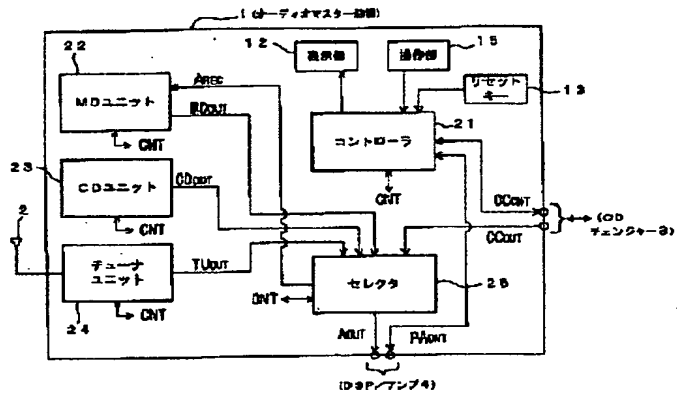 1 (オーディオマスター装置)
22
12
表示部
操作部
15
リセット
キー
13
MDユニット
AREC
MDOUT
CNT
コントローラ
21
CNT
23
CDユニット
CDOUT
CNT
CCCNT
CCOUT
(CD
チェンジャー3)
2
チューナ
ユニット
TUOUT
24
CNT
CNT
セレクタ
AOUT
PACNT
(DSP/アンプ4)